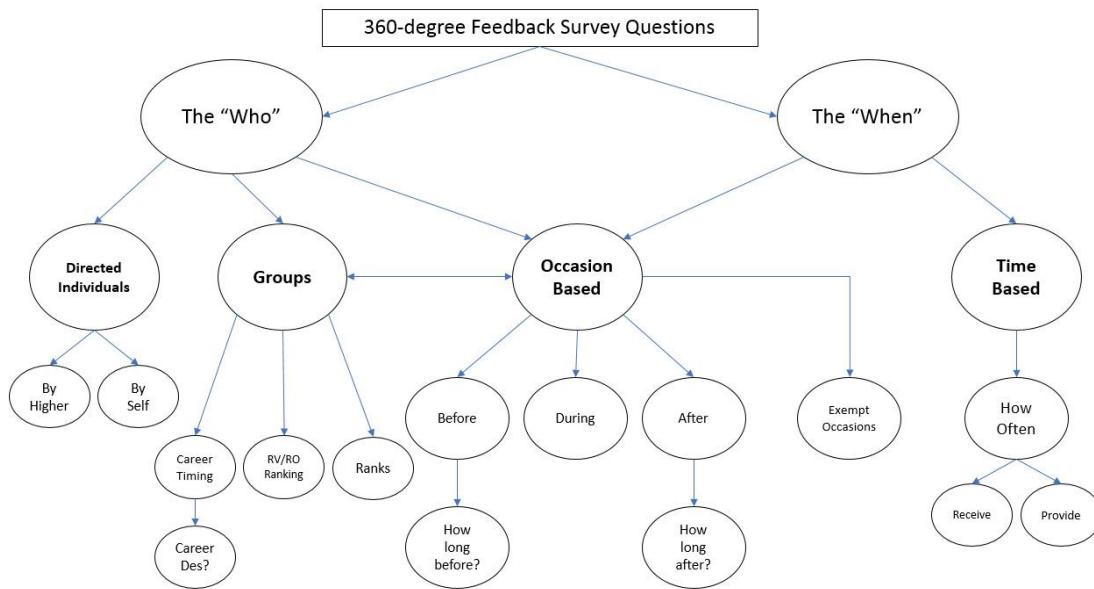 360-degree Feedback Survey Questions
The “Who”
The “When”
Directed
Individuals
Groups
Occasion
Based
Time
Based
By
Higher
By
Self
Before
During
After
Exempt
Occasions
How
Often
Career
Timing
RV/RO
Ranking
Ranks
Receive
Provide
Career
Des?
How
long
before?
How
long
after?